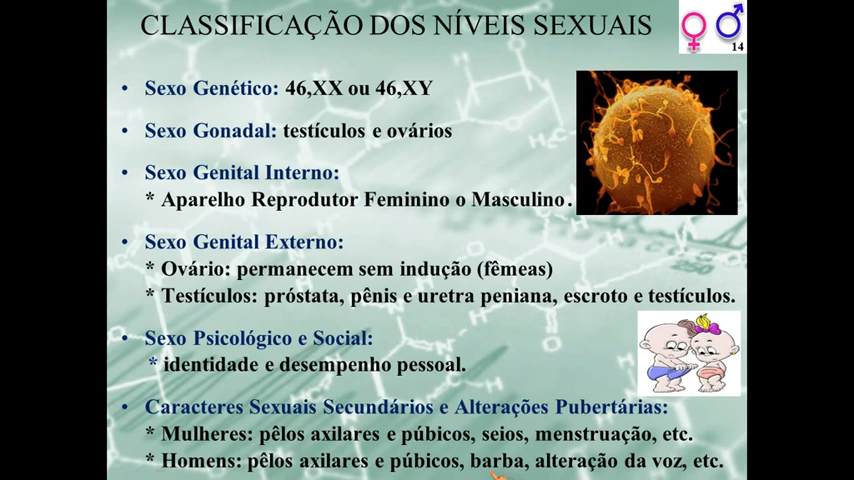 CLASSIFICAÇÃO DOS NÍVEIS SEXUAIS
14
• Sexo Genético: 46,XX ou 46,XY
• Sexo Gonadal: testículos e ovários
• Sexo Genital Interno:
* Aparelho Reprodutor Feminino o Masculino.
• Sexo Genital Externo:
* Ovário: permanecem sem indução (fêmeas)
* Testículos: próstata, pênis e uretra peniana, escroto e testículos.
• Sexo Psicológico e Social:
* identidade e desempenho pessoal.
• Caracteres Sexuais Secundários e Alterações Pubertárias:
* Mulheres: pêlos axilares e púbicos, seios, menstruação, etc.
* Homens: pêlos axilares e púbicos, barba, alteração da voz, etc.